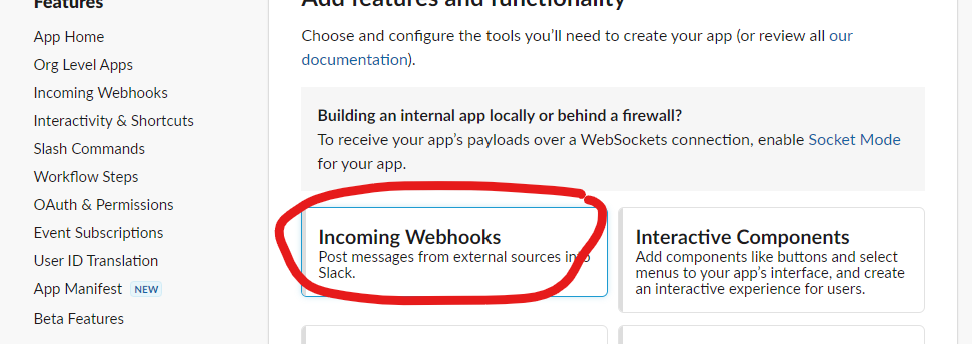 Features
App Home
Org Level Apps
Incoming Webhooks
Interactivity & Shortcuts
Slash Commands
Workflow Steps
OAuth & Permissions
Event Subscriptions
User ID Translation
App Manifest NEW
Beta Features
Add features and functionality
Choose and configure the tools you’ll need to create your app (or review all our
documentation).
Building an internal app locally or behind a firewall?
To receive your app’s payloads over a WebSockets connection, enable Socket Mode
for your app.
Incoming Webhooks
Post messages from external sources into
Slack.
Interactive Components
Add components like buttons and select
menus to your app’s interface, and create
an interactive experience for users.